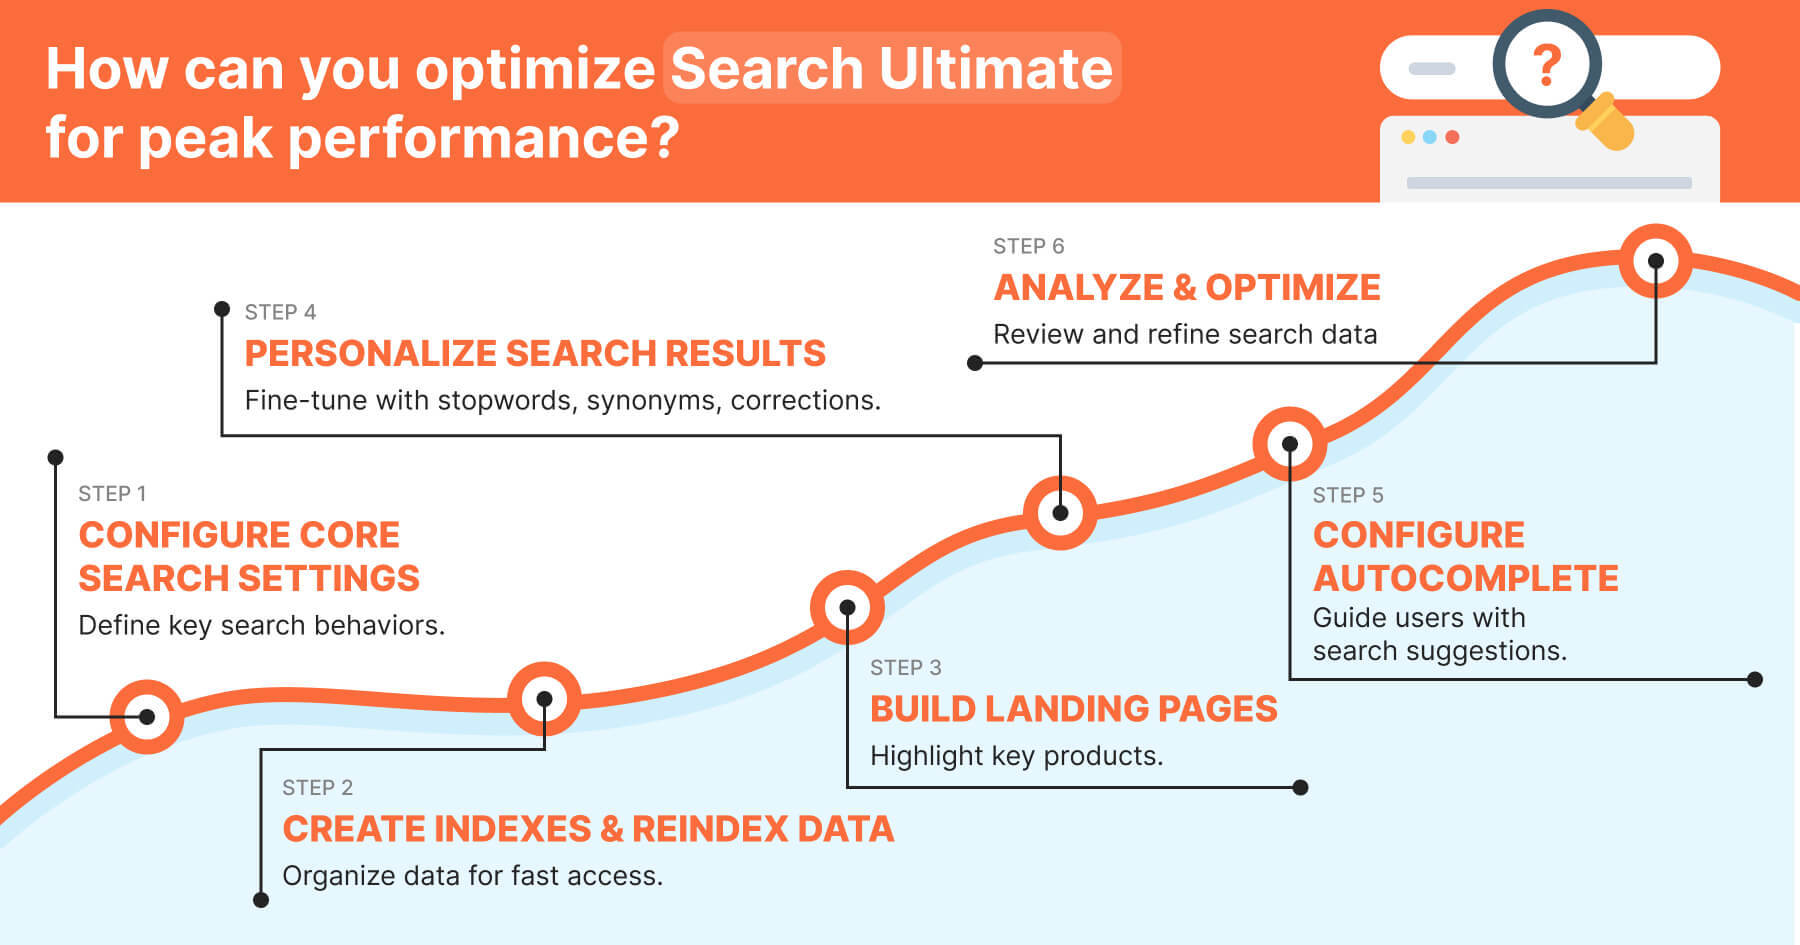 How can you optimize Search Ultimate
for peak performance?
?
STEP 1
CONFIGURE CORE
SEARCH SETTINGS
Define key search behaviors.
STEP 2
CREATE INDEXES & REINDEX DATA
Organize data for fast access.
STEP 3
BUILD LANDING PAGES
Highlight key products.
STEP 4
PERSONALIZE SEARCH RESULTS
Fine-tune with stopwords, synonyms, corrections.
STEP 5
CONFIGURE
AUTOCOMPLETE
Guide users with
search suggestions.
STEP 6
ANALYZE & OPTIMIZE
Review and refine search data